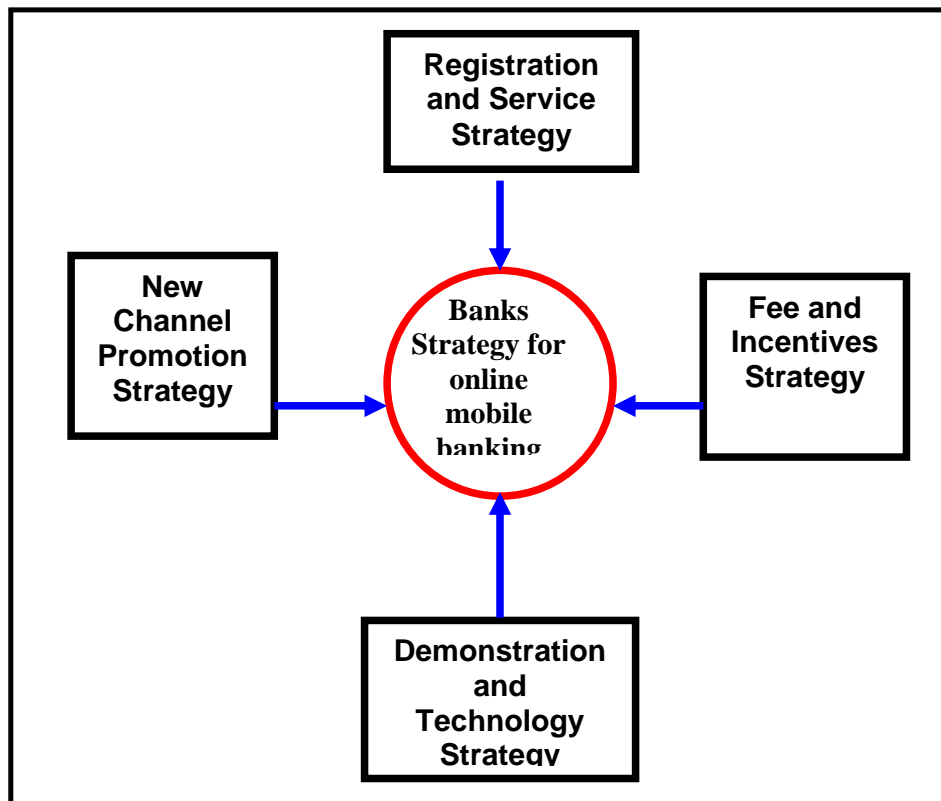 Registration
and Service
Strategy
New
Channel
Promotion
Strategy
Banks
Strategy for
online
mobile
banking
Fee and
Incentives
Strategy
Demonstration
and
Technology
Strategy